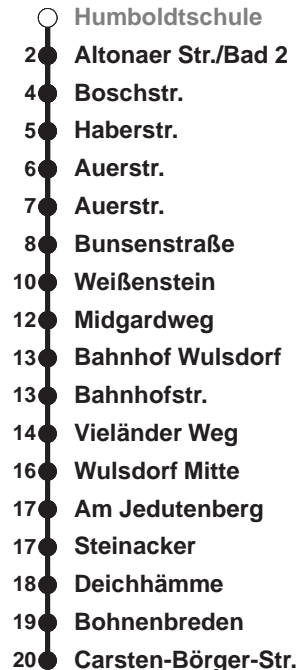 Humboldtschule
2 Altonaer Str./Bad 2
4 Boschstr.
5 Haberstr.
6 Auerstr.
7 Auerstr.
8 Bunsenstraße
10 Weißenstein
12 Midgardweg
13 Bahnhof Wulsdorf
13 Bahnhofstr.
14 Vieländer Weg
16 Wulsdorf Mitte
17 Am Jedutenberg
17 Steinacker
18 Deichhämme
19 Bohnenbreden
20 Carsten-Börger-Str.